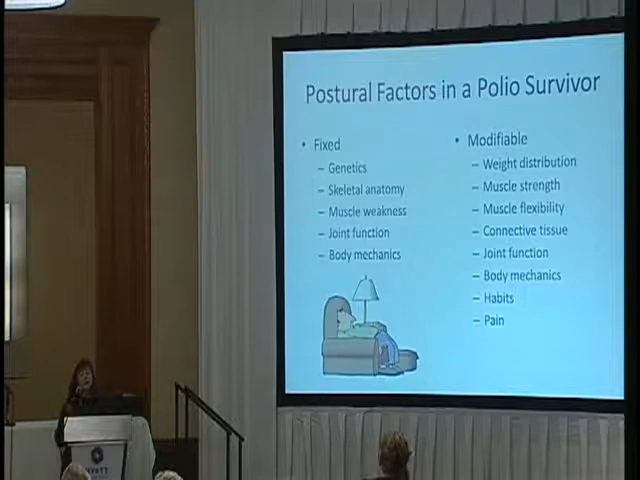 Postural Factors in a Polio Survivor
• Fixed
– Genetics
– Skeletal anatomy
– Muscle weakness
– Joint function
– Body mechanics
• Modifiable
– Weight distribution
– Muscle strength
– Muscle flexibility
– Connective tissue
– Joint function
– Body mechanics
– Habits
– Pain
HYATT